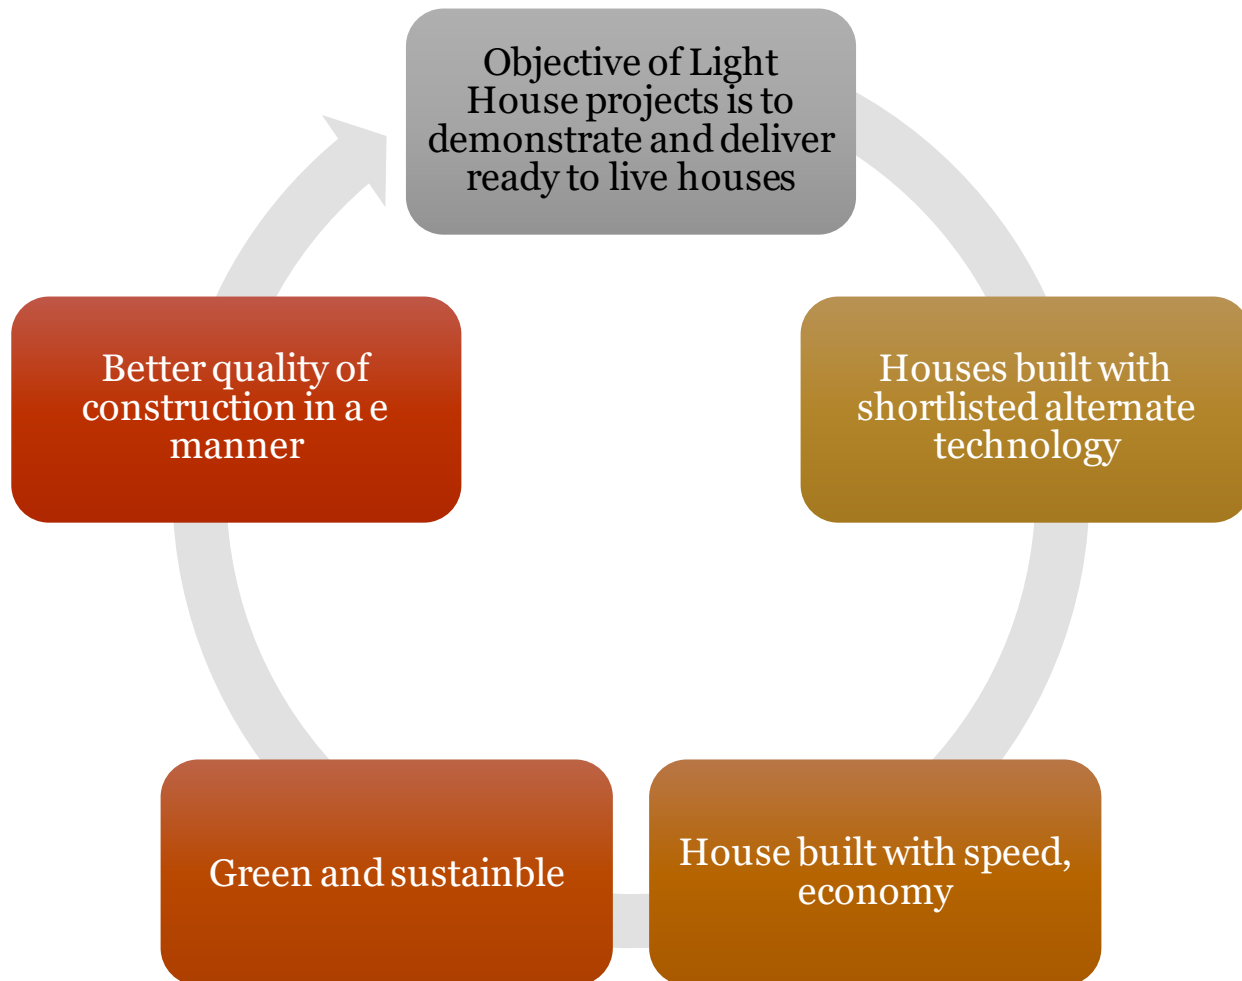 Objective of Light
House projects is to
demonstrate and deliver
ready to live houses
Houses built with
shortlisted alternate
technology
House built with speed,
economy
Green and sustainble
Better quality of
construction in a e
manner